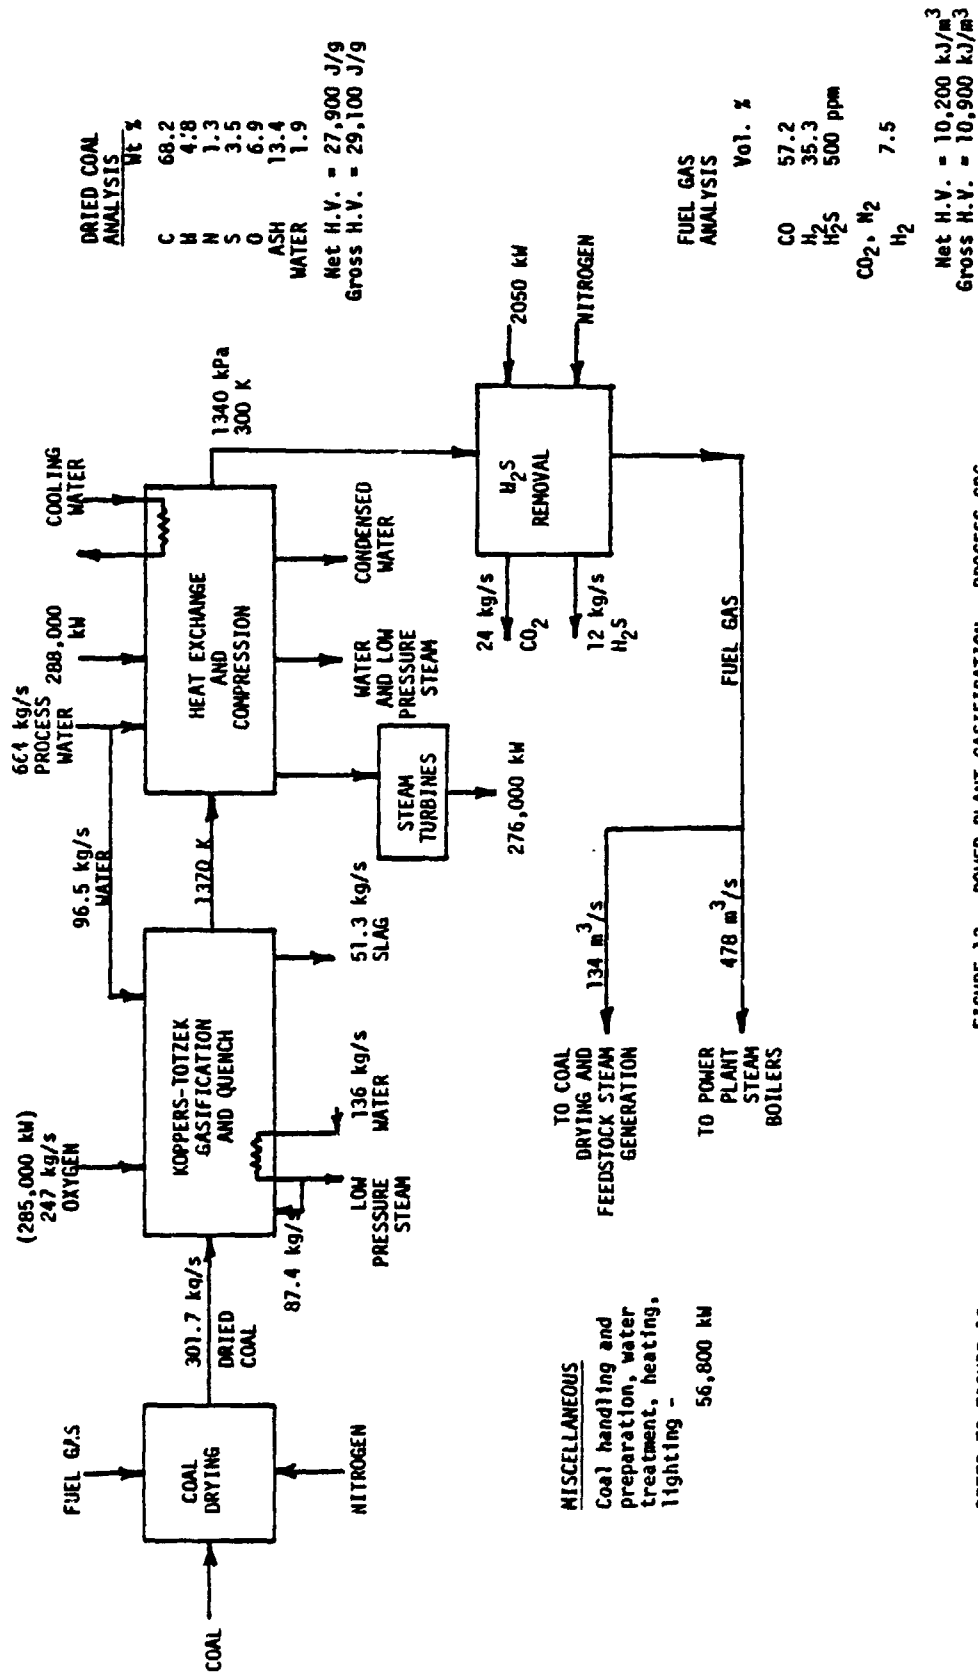 COAL
FUEL GAS
COAL
DRYING
NITROGEN
301.7 kg/s
DRIED
COAL
(285,000 kW)
247 kg/s
OXYGEN
KOPPERS-TOTZEK
GASIFICATION
AND QUENCH
87.4 kg/s
LOW
PRESSURE
STEAM
136 kg/s
WATER
51.3 kg/s
SLAG
96.5 kg/s
WATER
1370 K
PROCESS
WATER
288,000
kW
COOLING
WATER
HEAT EXCHANGE
AND
COMPRESSION
STEAM
TURBINES
276,000 kW
WATER
AND LOW
PRESSURE
STEAM
CONDENSED
WATER
1340 kPa
300 K
H2S
REMOVAL
2050 kW
NITROGEN
24 kg/s
CO2
12 kg/s
H2S
FUEL GAS
134 m3/s
TO COAL
DRYING AND
FEEDSTOCK STEAM
GENERATION
478 m3/s
TO POWER
PLANT
STEAM
BOILERS
MISCELLANEOUS
Coal handling and
preparation, water
treatment, heating,
lighting -
56,800 kW
DRIED COAL
ANALYSIS
Wt %
C 68.2
H 4.8
N 1.3
S 3.5
O 6.9
ASH 13.4
WATER 1.9
Net H.V. = 27,900 J/g
Gross H.V. = 29,100 J/g
FUEL GAS
ANALYSIS
Vol. %
CO 57.2
H2 35.3
H2S 500 ppm
CO2, N2
H2 7.5
Net H.V. = 10,200 kJ/m3
Gross H.V. = 10,900 kJ/m3